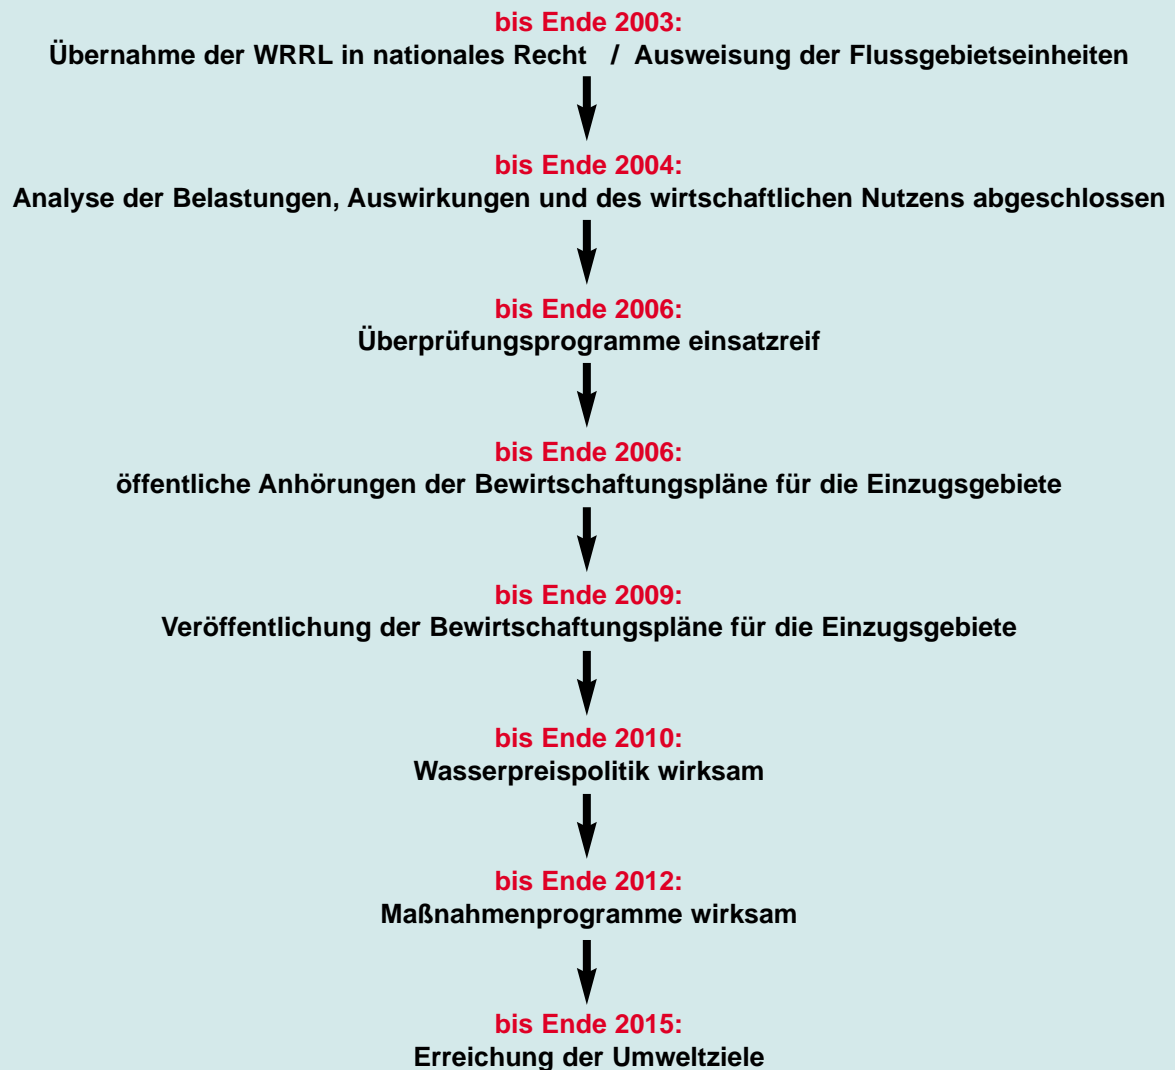 bis Ende 2003:
Übernahme der WRRL in nationales Recht / Ausweisung der Flussgebietseinheiten
bis Ende 2004:
Analyse der Belastungen, Auswirkungen und des wirtschaftlichen Nutzens abgeschlossen
bis Ende 2006:
Überprüfungsprogramme einsatzreif
bis Ende 2006:
öffentliche Anhörungen der Bewirtschaftungspläne für die Einzugsgebiete
bis Ende 2009:
Veröffentlichung der Bewirtschaftungspläne für die Einzugsgebiete
bis Ende 2010:
Wasserpreispolitik wirksam
bis Ende 2012:
Maßnahmenprogramme wirksam
bis Ende 2015:
Erreichung der Umweltziele